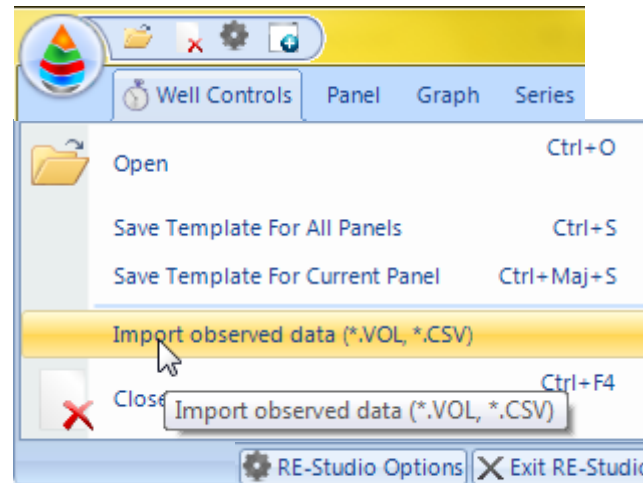 Well Controls Panel Graph Series
Open Ctrl+O
Save Template For All Panels Ctrl+S
Save Template For Current Panel Ctrl+Maj+S
Import observed data (*.VOL, *.CSV)
Close Ctrl+F4
Import observed data (*.VOL, *.CSV)
RE-Studio Options Exit RE-Studio